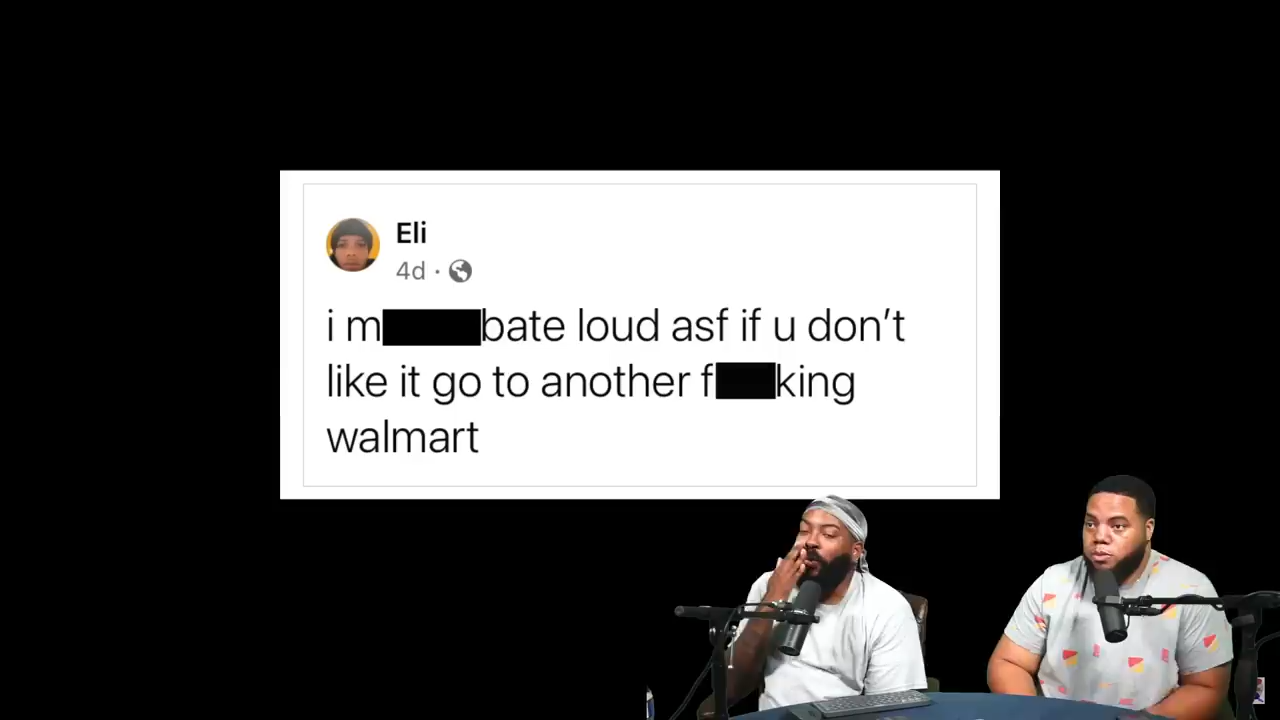 Eli
4d ·
i m bate loud asf if u don't
like it go to another f king
walmart